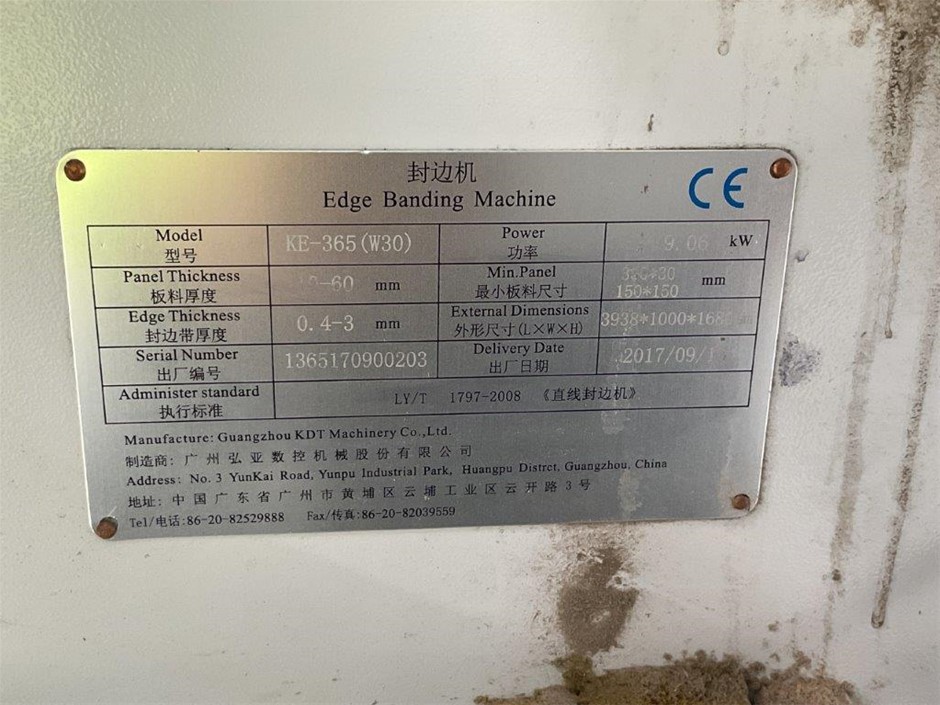 封边机
Edge Banding Machine
CE
Model
型号
KE-365(W30)
Power
功率
9.06 kW
Panel Thickness
板料厚度
mm
Min.Panel
最小板料尺寸
150*150 mm
Edge Thickness
封边带厚度
0.4-3 mm
External Dimensions
外形尺寸(L×W×H)
Serial Number
出厂编号
1365170900203
Delivery Date
出厂日期
Administer standard
执行标准
LY/T 1797-2008 《直线封边机》
Manufacture: Guangzhou KDT Machinery Co.,Ltd.
制造商: 广州弘亚数控机械股份有限公司
Address: No. 3 YunKai Road, Yunpu Industrial Park, Huangpu Distrct, Guangzhou, China
地址: 中国广东省广州市黄埔区云埔工业区云开路3号
Tel/电话:86-20-82529888 Fax/传真:86-20-82039559